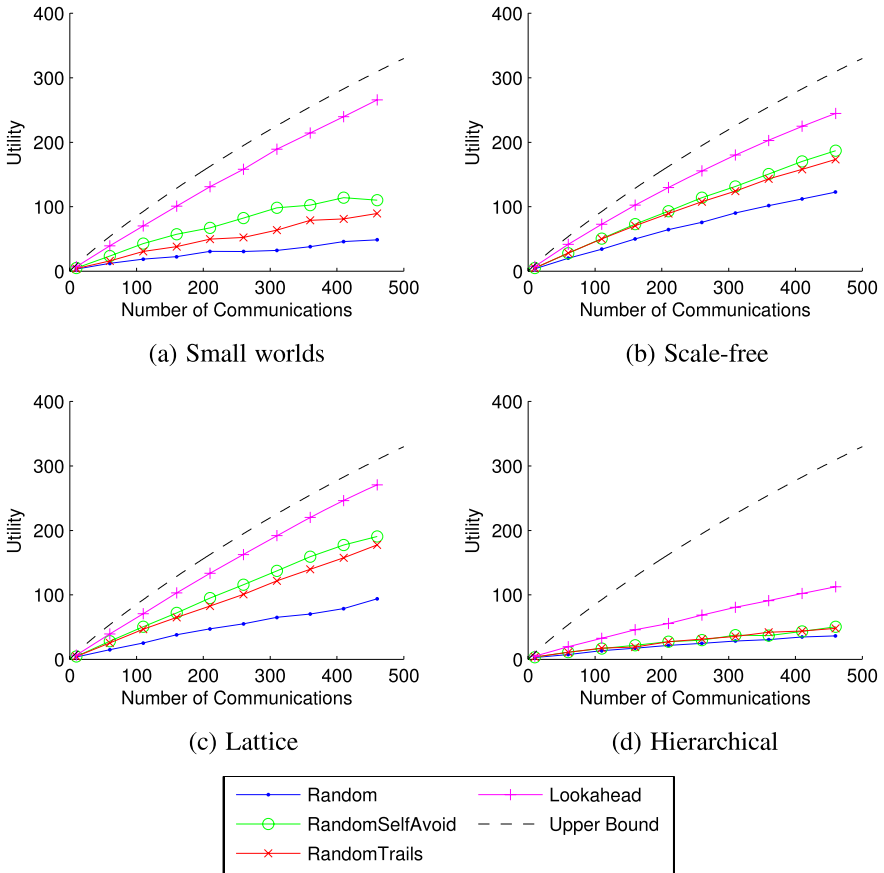 400
300
200
100
0
Utility
0 100 200 300 400 500
Number of Communications
(a) Small worlds
400
300
200
100
0
Utility
0 100 200 300 400 500
Number of Communications
(b) Scale-free
400
300
200
100
0
Utility
0 100 200 300 400 500
Number of Communications
(c) Lattice
400
300
200
100
0
Utility
0 100 200 300 400 500
Number of Communications
(d) Hierarchical
Random
RandomSelfAvoid
RandomTrails
Lookahead
Upper Bound